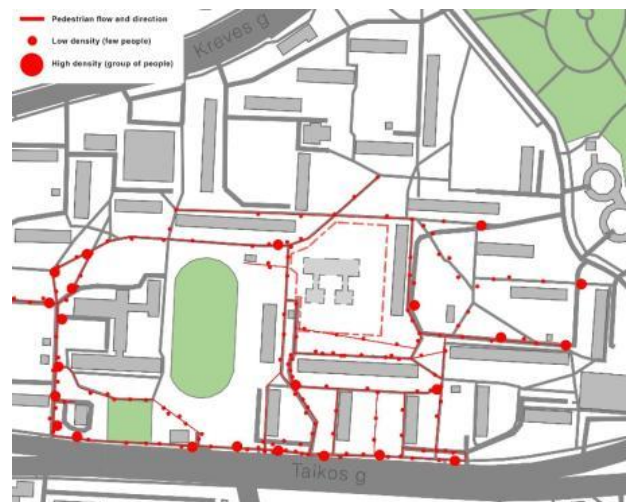 Pedestrian flow and direction
Low density (few people)
High density (group of people)
Kreves g
Taikos g